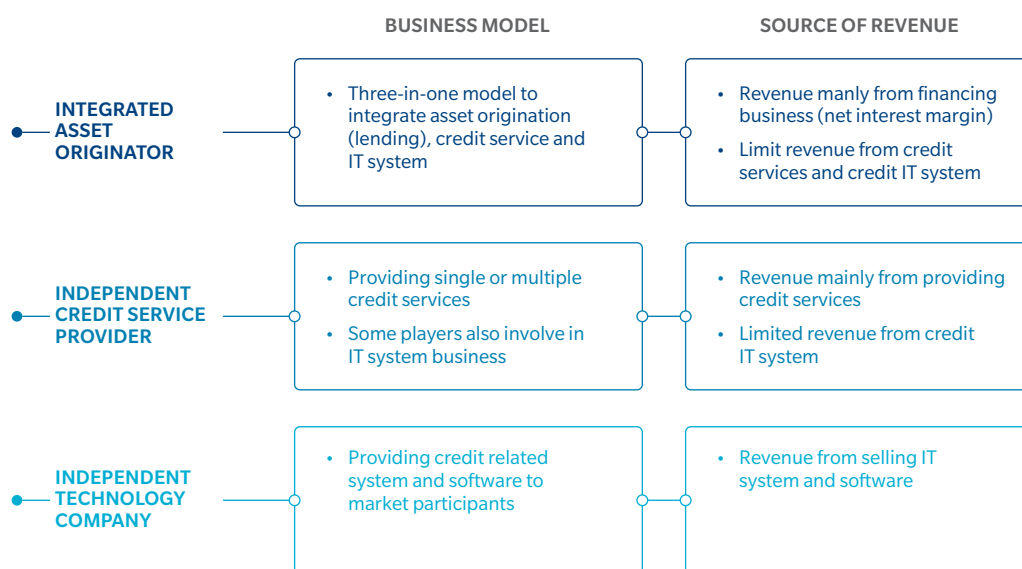 BUSINESS MODEL
SOURCE OF REVENUE
INTEGRATED
ASSET
ORIGINATOR
• Three-in-one model to
integrate asset origination
(lending), credit service and
IT system
• Revenue manly from financing
business (net interest margin)
• Limit revenue from credit
services and credit IT system
INDEPENDENT
CREDIT SERVICE
PROVIDER
• Providing single or multiple
credit services
• Some players also involve in
IT system business
• Revenue mainly from providing
credit services
• Limited revenue from credit
IT system
INDEPENDENT
TECHNOLOGY
COMPANY
• Providing credit related
system and software to
market participants
• Revenue from selling IT
system and software